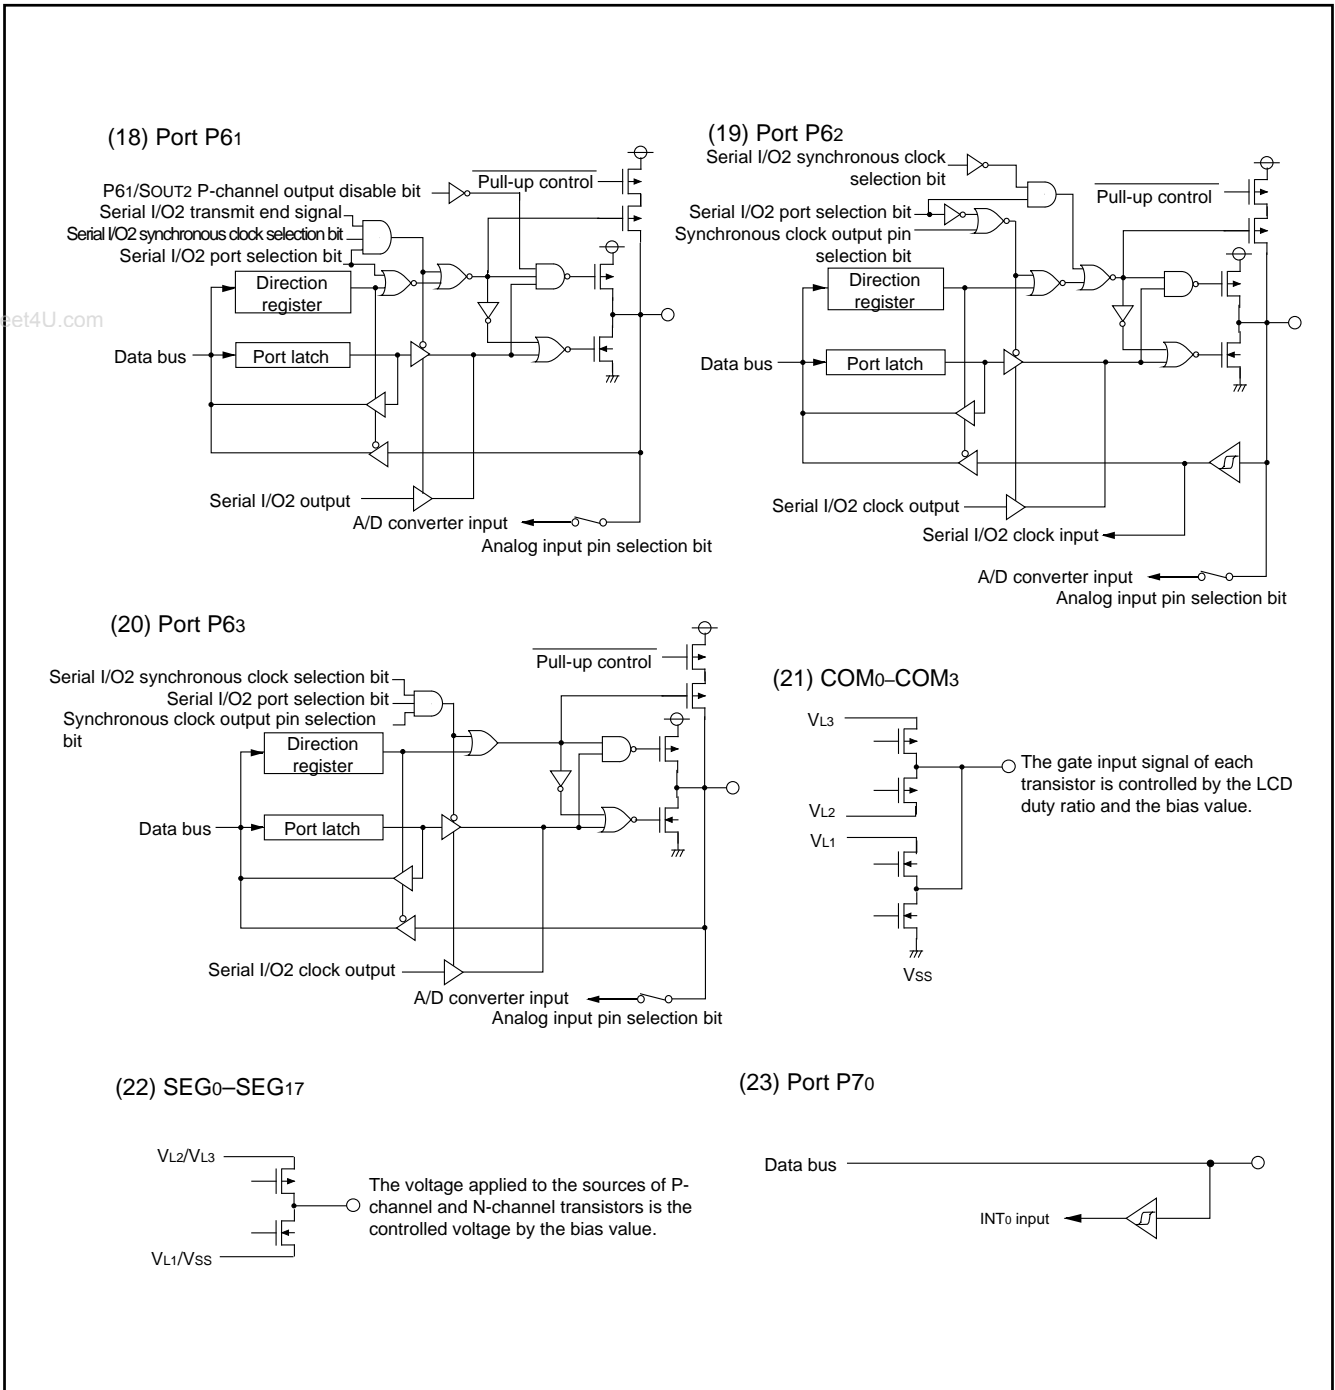 (18) Port P61
P61/SOUT2 P-channel output disable bit
Serial I/O2 transmit end signal
Serial I/O2 synchronous clock selection bit
Serial I/O2 port selection bit
Pull-up control
Direction
register
Data bus
Port latch
Serial I/O2 output
A/D converter input
Analog input pin selection bit
(19) Port P62
Serial I/O2 synchronous clock
selection bit
Serial I/O2 port selection bit
Synchronous clock output pin
selection bit
Pull-up control
Direction
register
Data bus
Port latch
Serial I/O2 clock output
Serial I/O2 clock input
A/D converter input
Analog input pin selection bit
eet4U.com
(20) Port P63
Serial I/O2 synchronous clock selection bit
Serial I/O2 port selection bit
Synchronous clock output pin selection
bit
Pull-up control
Direction
register
Data bus
Port latch
Serial I/O2 clock output
A/D converter input
Analog input pin selection bit
(21) COM0–COM3
VL3
VL2
VL1
VSS
The gate input signal of each
transistor is controlled by the LCD
duty ratio and the bias value.
(22) SEG0–SEG17
VL2/VL3
VL1/VSS
The voltage applied to the sources of P-
channel and N-channel transistors is the
controlled voltage by the bias value.
(23) Port P70
Data bus
INT0 input